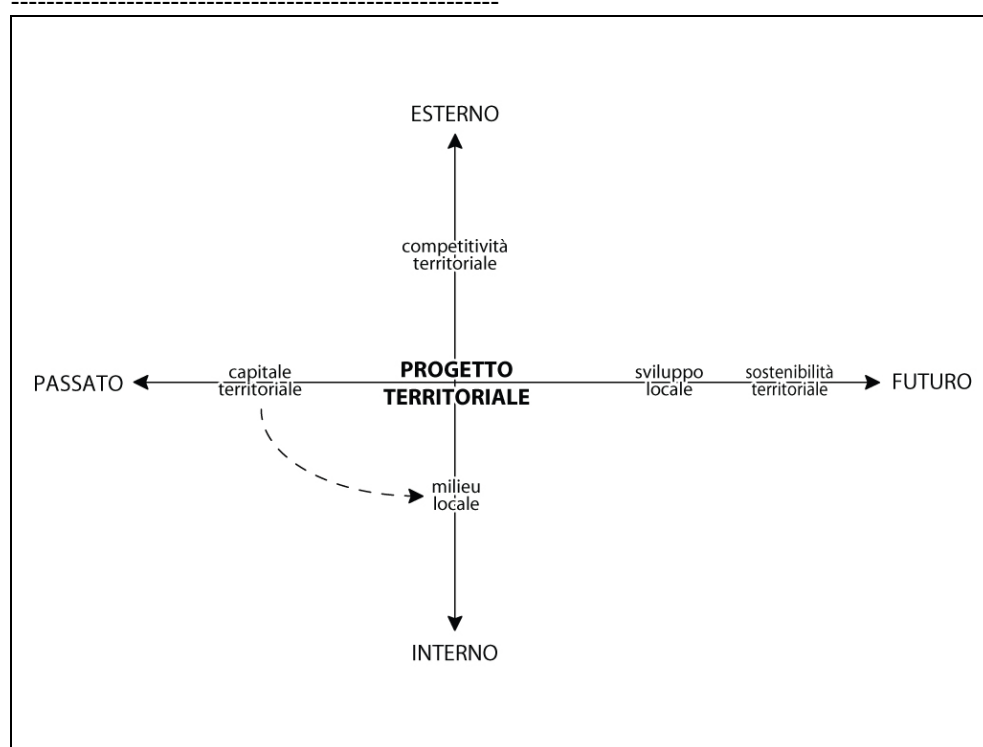 ESTERNO
competitività
territoriale
PASSATO
capitale
territoriale
PROGETTO
TERRITORIALE
sviluppo
locale
sostenibilità
territoriale
FUTURO
milieu
locale
INTERNO